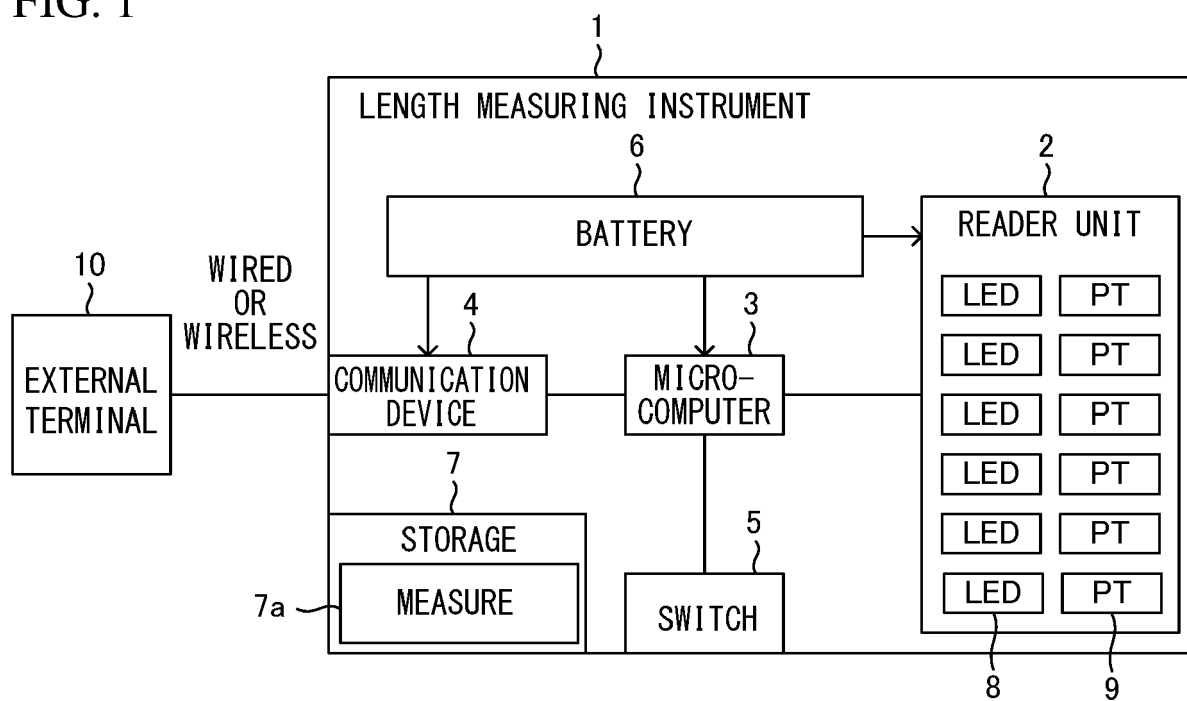 FIG. 1
1
LENGTH MEASURING INSTRUMENT
6
BATTERY
2
READER UNIT
10
EXTERNAL
TERMINAL
WIRED
OR
WIRELESS
4
COMMUNICATION
DEVICE
3
MICRO-
COMPUTER
LED PT
LED PT
LED PT
LED PT
LED PT
LED PT
8 9
7
STORAGE
7a
MEASURE
5
SWITCH